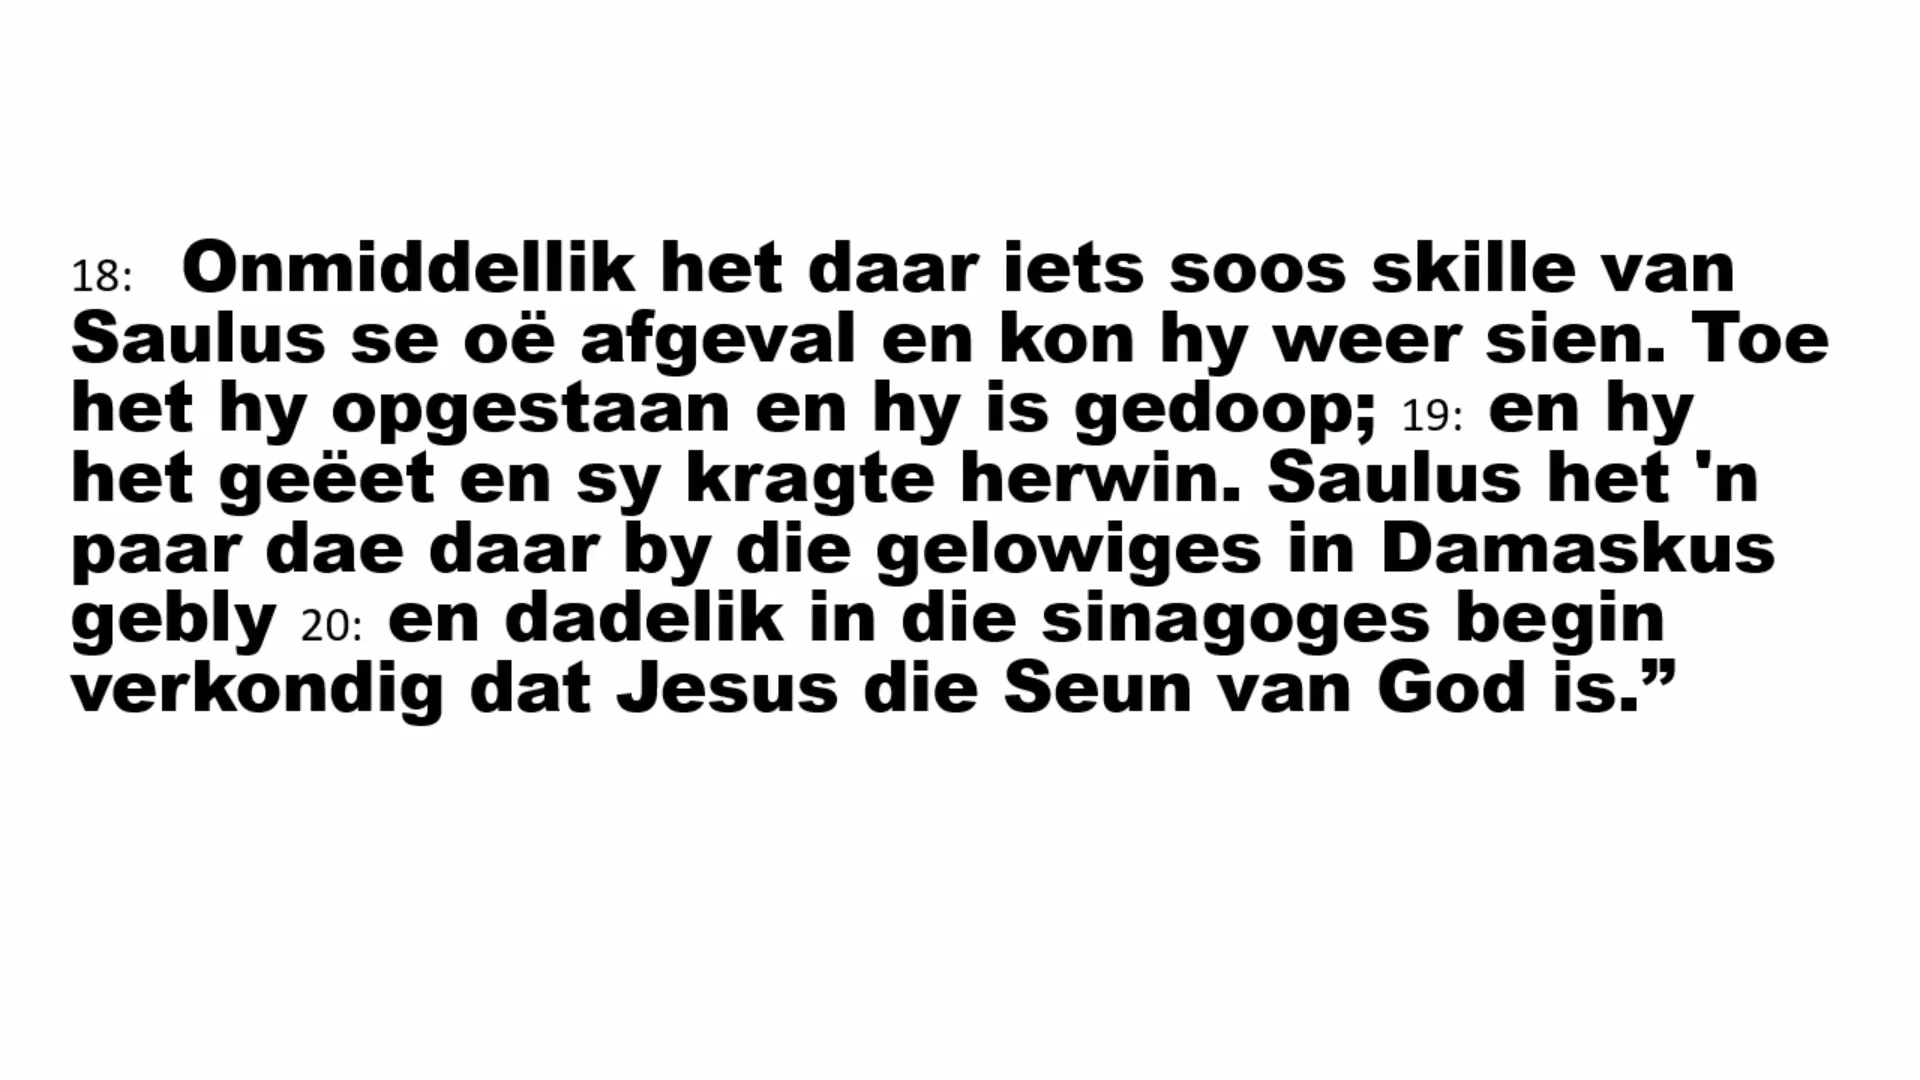 18: Onmiddellik het daar iets soos skille van
Saulus se oë afgeval en kon hy weer sien. Toe
het hy opgestaan en hy is gedoop; 19: en hy
het geëet en sy kragte herwin. Saulus het 'n
paar dae daar by die gelowiges in Damaskus
gebly 20: en dadelik in die sinagoges begin
verkondig dat Jesus die Seun van God is.”